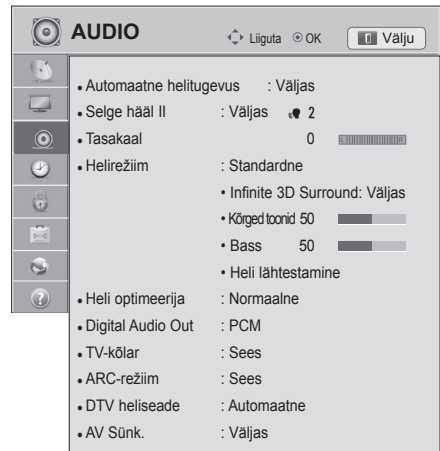 AUDIO Liiguta OK Välju
• Automaatne helitugevus : Väljas
• Selge hääl II : Väljas 2
• Tasakaal 0 L R
• Helirežiim : Standardne
• Infinite 3D Surround: Väljas
• Kõrged toonid 50
• Bass 50
• Heli lähtestamine
• Heli optimeerija : Normaalne
• Digital Audio Out : PCM
• TV-kõlar : Sees
• ARC-režiim : Sees
• DTV heliseade : Automaatne
• AV Sünk. : Väljas